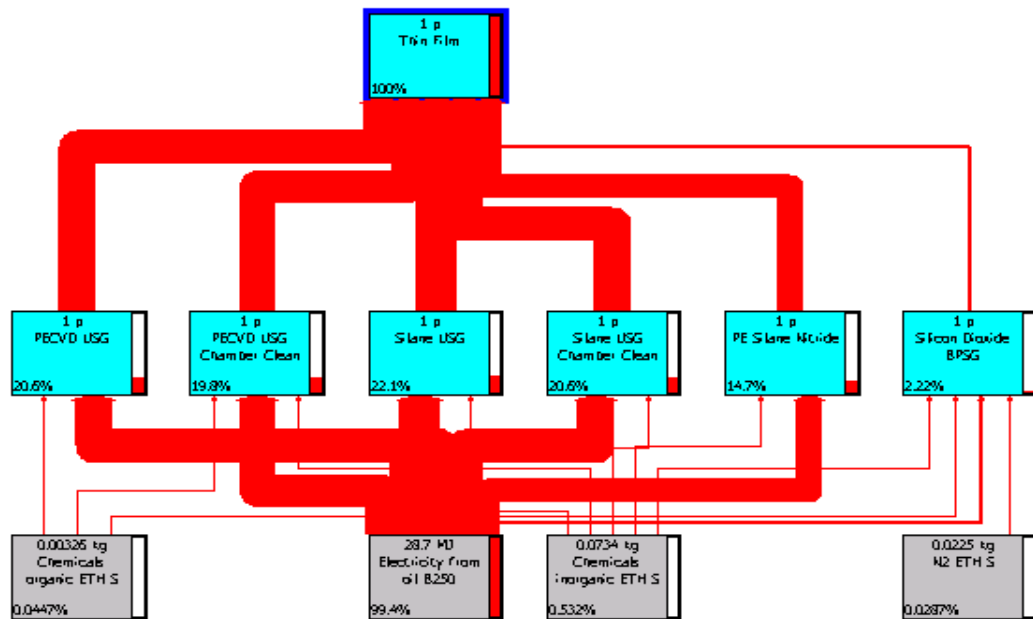 1 p
Thin Film
100%
1 p
PECVD USG
20.6%
1 p
PECVD USG
Chamber Clean
19.8%
1 p
Silane USG
22.1%
1 p
Silane USG
Chamber Clean
20.6%
1 p
PE Silane Nitride
14.7%
1 p
Silicon Dioxide
BPSG
2.22%
0.00326 kg
Chemicals
organic ETH S
0.0447%
28.7 MJ
Electricity from
oil B250
99.4%
0.0734 kg
Chemicals
inorganic ETH S
0.532%
0.0225 kg
N2 ETH S
0.0287%